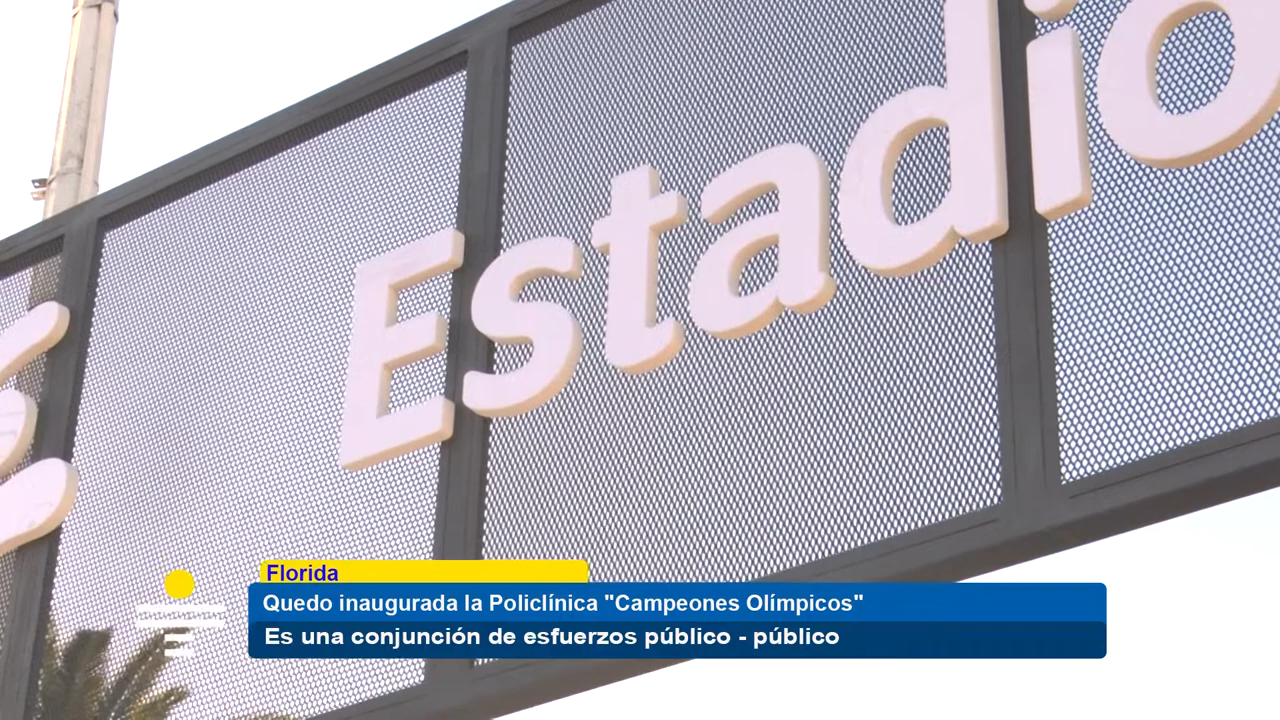 Estadio
Florida
Quedo inaugurada la Policlínica "Campeones Olímpicos"
Es una conjunción de esfuerzos público - público